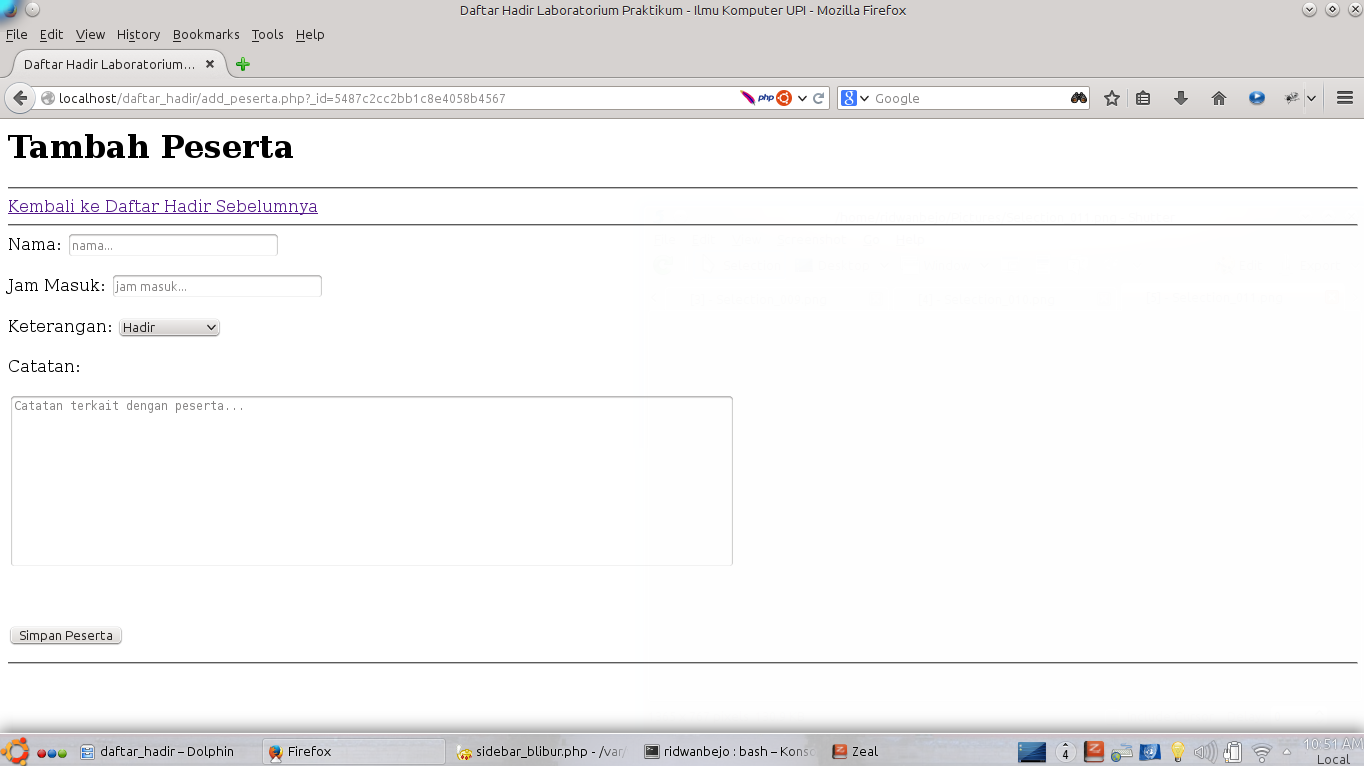 Daftar Hadir Laboratorium Praktikum - Ilmu Komputer UPI - Mozilla Firefox
File Edit View History Bookmarks Tools Help
Daftar Hadir Laboratorium...
localhost/daftar_hadir/add_peserta.php?_id=5487c2cc2bb1c8e4058b4567 php Google
Tambah Peserta
Kembali ke Daftar Hadir Sebelumnya
Nama: nama...
Jam Masuk: jam masuk...
Keterangan: Hadir
Catatan:
Catatan terkait dengan peserta...
Simpan Peserta
daftar_hadir – Dolphin Firefox sidebar_blibur.php - /var/ ridwanbejo : bash – Konso Zeal 4 10:51 AM
Local